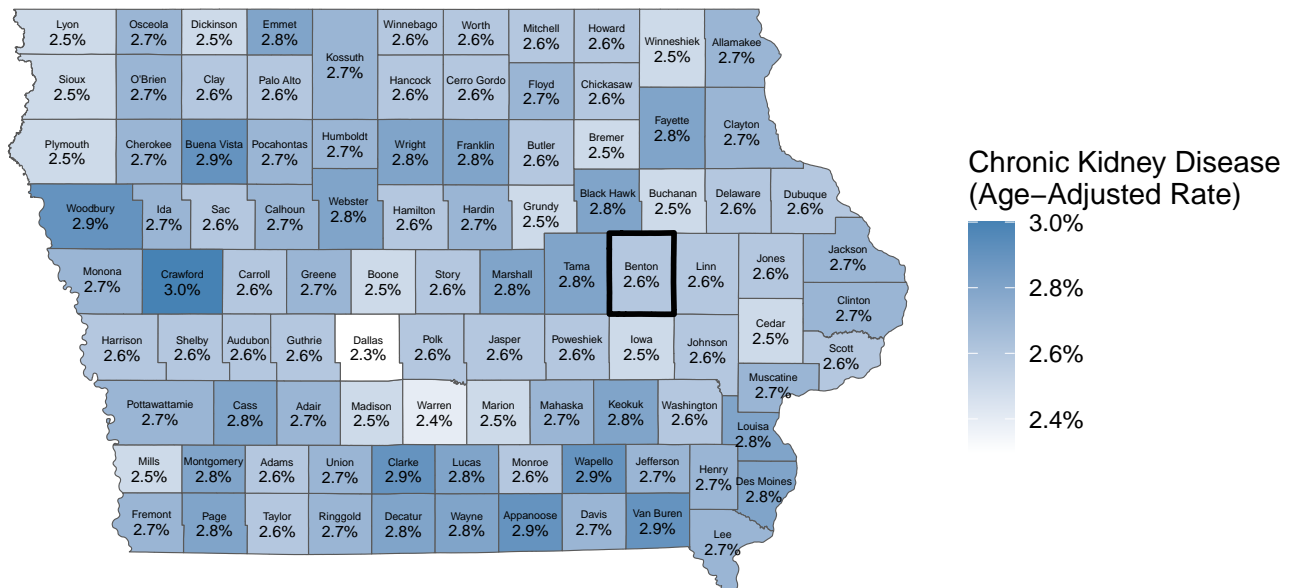 Lyon
2.5%
Osceola
2.7%
Dickinson
2.5%
Emmet
2.8%
Kossuth
2.7%
Winnebago
2.6%
Worth
2.6%
Mitchell
2.6%
Howard
2.6%
Winneshiek
2.5%
Allamakee
2.7%
Sioux
2.5%
O'Brien
2.7%
Clay
2.6%
Palo Alto
2.6%
Hancock
2.6%
Cerro Gordo
2.6%
Floyd
2.7%
Chickasaw
2.6%
Plymouth
2.5%
Cherokee
2.7%
Buena Vista
2.9%
Pocahontas
2.7%
Humboldt
2.7%
Wright
2.8%
Franklin
2.8%
Butler
2.6%
Bremer
2.5%
Fayette
2.8%
Clayton
2.7%
Woodbury
2.9%
Ida
2.7%
Sac
2.6%
Calhoun
2.7%
Webster
2.8%
Hamilton
2.6%
Hardin
2.7%
Grundy
2.5%
Black Hawk
2.8%
Buchanan
2.5%
Delaware
2.6%
Dubuque
2.6%
Monona
2.7%
Crawford
3.0%
Carroll
2.6%
Greene
2.7%
Boone
2.5%
Story
2.6%
Marshall
2.8%
Tama
2.8%
Benton
2.6%
Linn
2.6%
Jones
2.6%
Jackson
2.7%
Clinton
2.7%
Harrison
2.6%
Shelby
2.6%
Audubon
2.6%
Guthrie
2.6%
Dallas
2.3%
Polk
2.6%
Jasper
2.6%
Poweshiek
2.6%
Iowa
2.5%
Johnson
2.6%
Cedar
2.5%
Scott
2.6%
Muscatine
2.7%
Pottawattamie
2.7%
Cass
2.8%
Adair
2.7%
Madison
2.5%
Warren
2.4%
Marion
2.5%
Mahaska
2.7%
Keokuk
2.8%
Washington
2.6%
Louisa
2.8%
Mills
2.5%
Montgomery
2.8%
Adams
2.6%
Union
2.7%
Clarke
2.9%
Lucas
2.8%
Monroe
2.6%
Wapello
2.9%
Jefferson
2.7%
Henry
2.7%
Des Moines
2.8%
Fremont
2.7%
Page
2.8%
Taylor
2.6%
Ringgold
2.7%
Decatur
2.8%
Wayne
2.8%
Appanoose
2.9%
Davis
2.7%
Van Buren
2.9%
Lee
2.7%
Chronic Kidney Disease
(Age−Adjusted Rate)
3.0%
2.8%
2.6%
2.4%